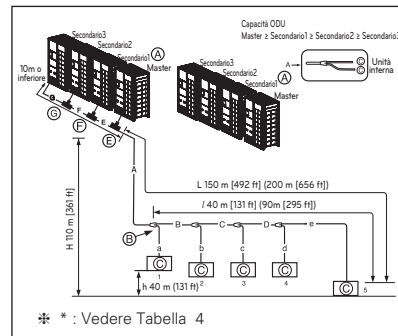 Capacità ODU
Master ≥ Secondario1 ≥ Secondario2 ≥ Secondario3
Secondario3
Secondario2
Secondario1
A
Master
Secondario3
Secondario2
Secondario1
A
Master
A
C
C
Unità
interna
10m o
inferiore
G
F
E
G
F
E
A
L 150 m [492 ft] (200 m [656 ft])
l 40 m [131 ft] (90m [295 ft])
H 110 m [361 ft]
B
B
C
D
e
a
b
c
d
C
C
C
C
C
1
2
3
4
5
h 40 m (131 ft)
* : Vedere Tabella 4